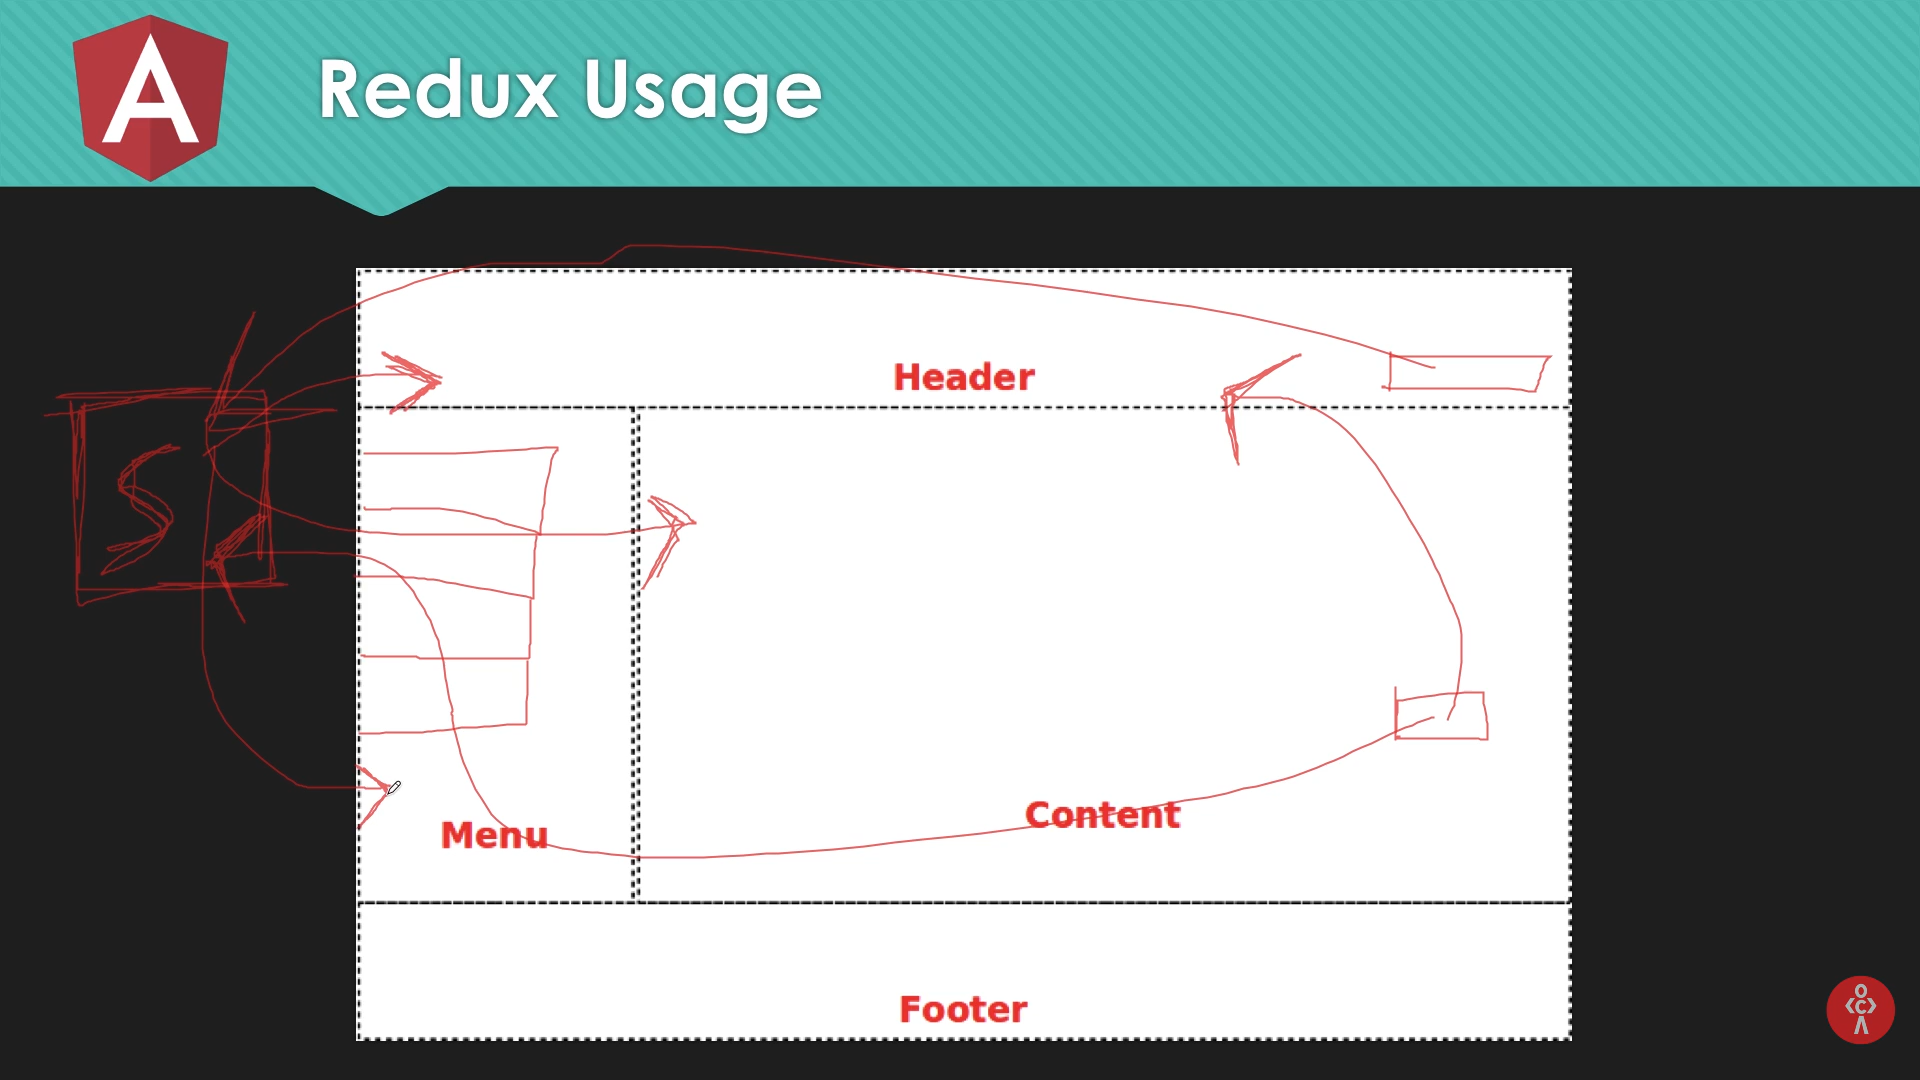 A
Redux Usage
Header
S
Menu
Content
Footer